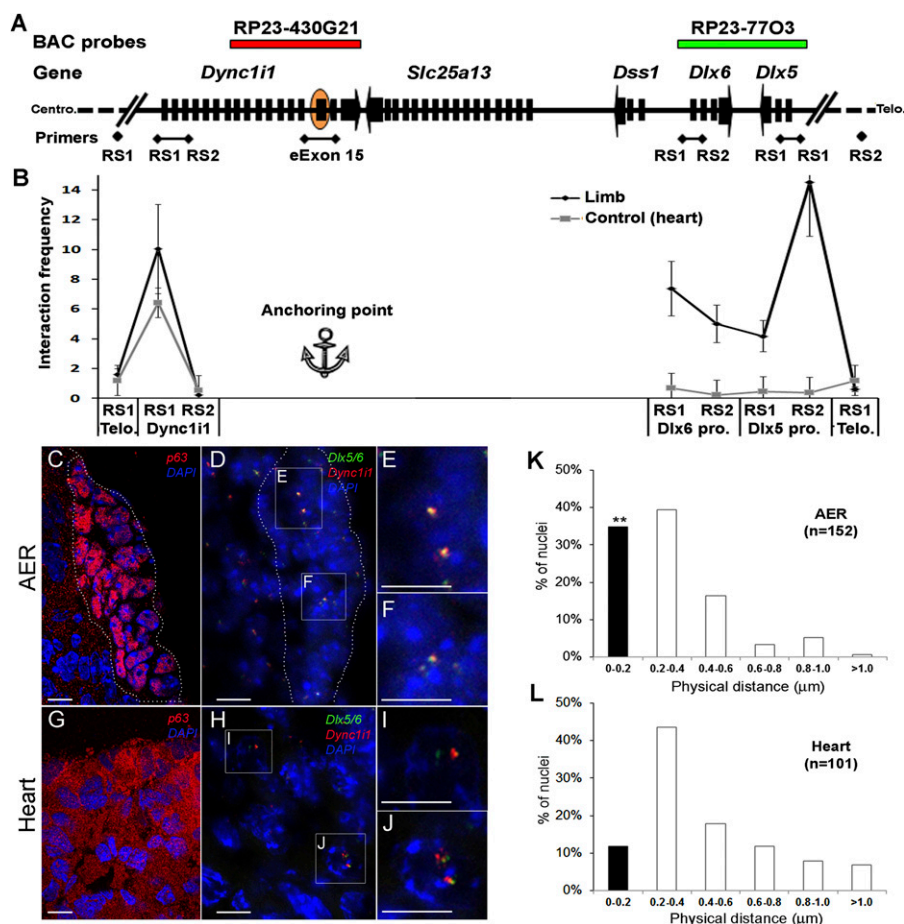 A
BAC probes
RP23-430G21
RP23-77O3
Gene
Dync1i1
Slc25a13
Dss1
Dlx6
Dlx5
Centro.
Telo.
Primers
RS1
RS1 RS2
eExon 15
RS1 RS2
RS1 RS1
RS2
B
Interaction frequency
14
12
10
8
6
4
2
0
Limb
Control (heart)
Anchoring point
RS1
RS1 RS2
RS1 RS2
RS1 RS2
RS1
Telo.
Dync1i1
Dlx6 pro.
Dlx5 pro.
Telo.
AER
C
p63
DAPI
D
Dlx5/6
Dync1i1
DAPI
E
F
E
F
Heart
G
p63
DAPI
H
Dlx5/6
Dync1i1
DAPI
I
J
I
J
K
% of nuclei
50%
40%
30%
20%
10%
0%
**
AER
(n=152)
0-0.2 0.2-0.4 0.4-0.6 0.6-0.8 0.8-1.0 >1.0
Physical distance (μm)
L
% of nuclei
50%
40%
30%
20%
10%
0%
Heart
(n=101)
0-0.2 0.2-0.4 0.4-0.6 0.6-0.8 0.8-1.0 >1.0
Physical distance (μm)